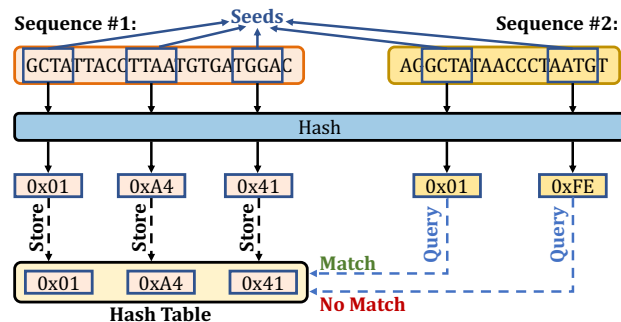 Sequence #1:
Seeds
Sequence #2:
GCTATTACCTTAATGTGATGGAC
AGGCTATAACCCTAATGT
Hash
0x01
0xA4
0x41
0x01
0xFE
Store
Store
Store
Query
Query
Match
No Match
0x01
0xA4
0x41
Hash Table